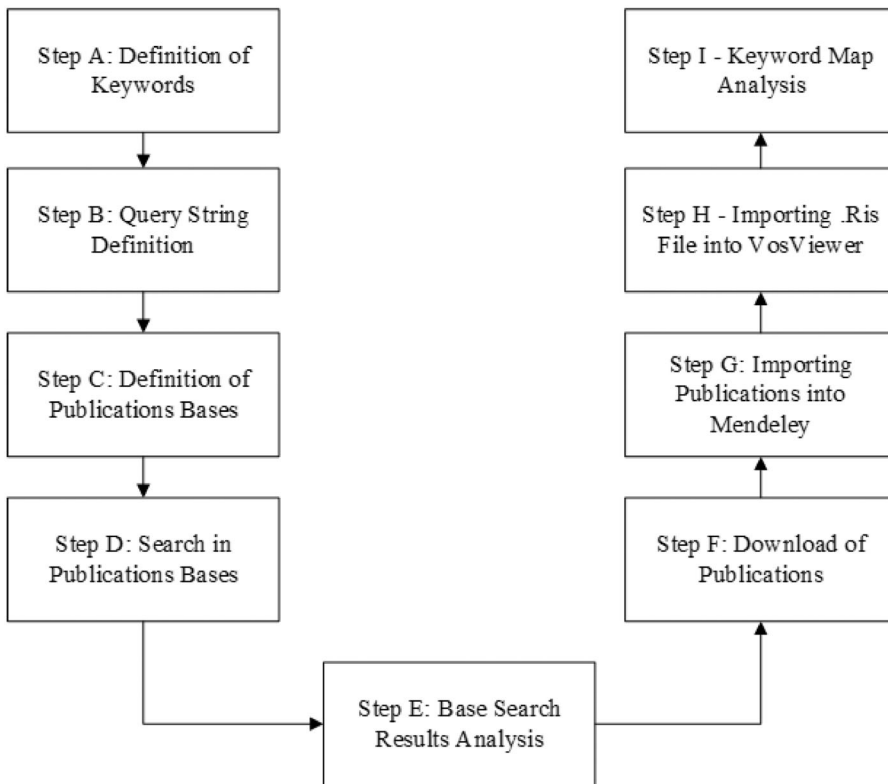 Step A: Definition of
Keywords
Step B: Query String
Definition
Step C: Definition of
Publications Bases
Step D: Search in
Publications Bases
Step E: Base Search
Results Analysis
Step F: Download of
Publications
Step G: Importing
Publications into
Mendeley
Step H - Importing .Ris
File into VosViewer
Step I - Keyword Map
Analysis